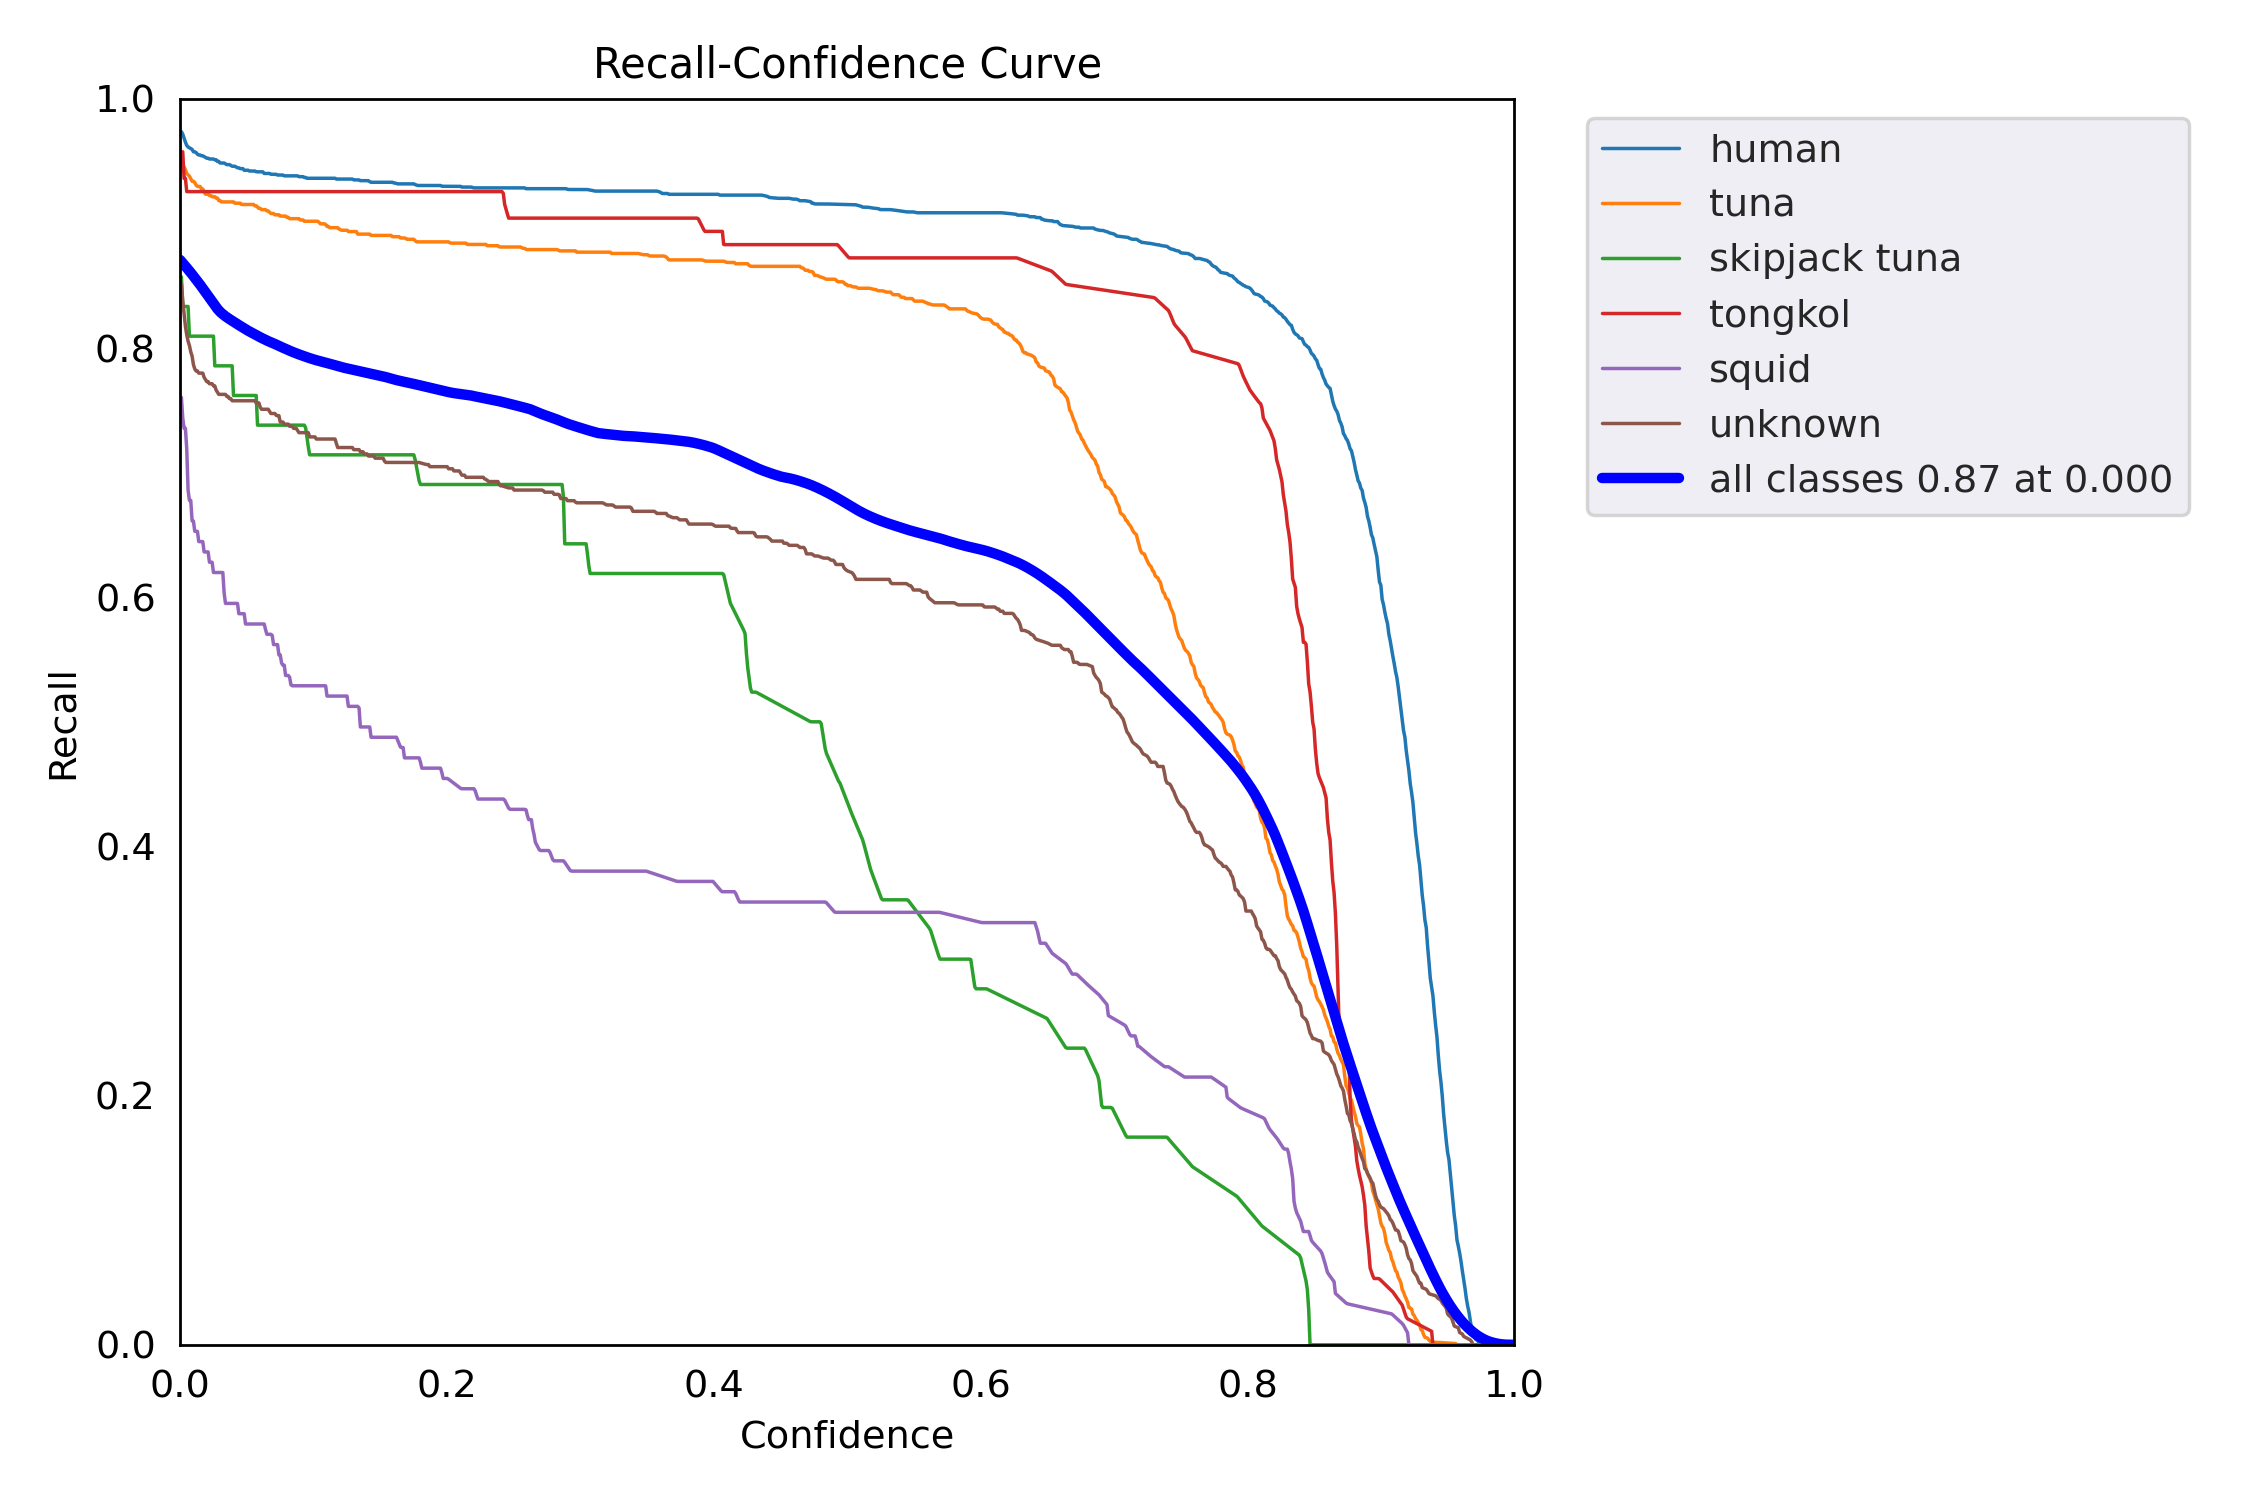 Recall-Confidence Curve
1.0
0.8
0.6
0.4
0.2
0.0
Recall
0.0 0.2 0.4 0.6 0.8 1.0
Confidence
human
tuna
skipjack tuna
tongkol
squid
unknown
all classes 0.87 at 0.000